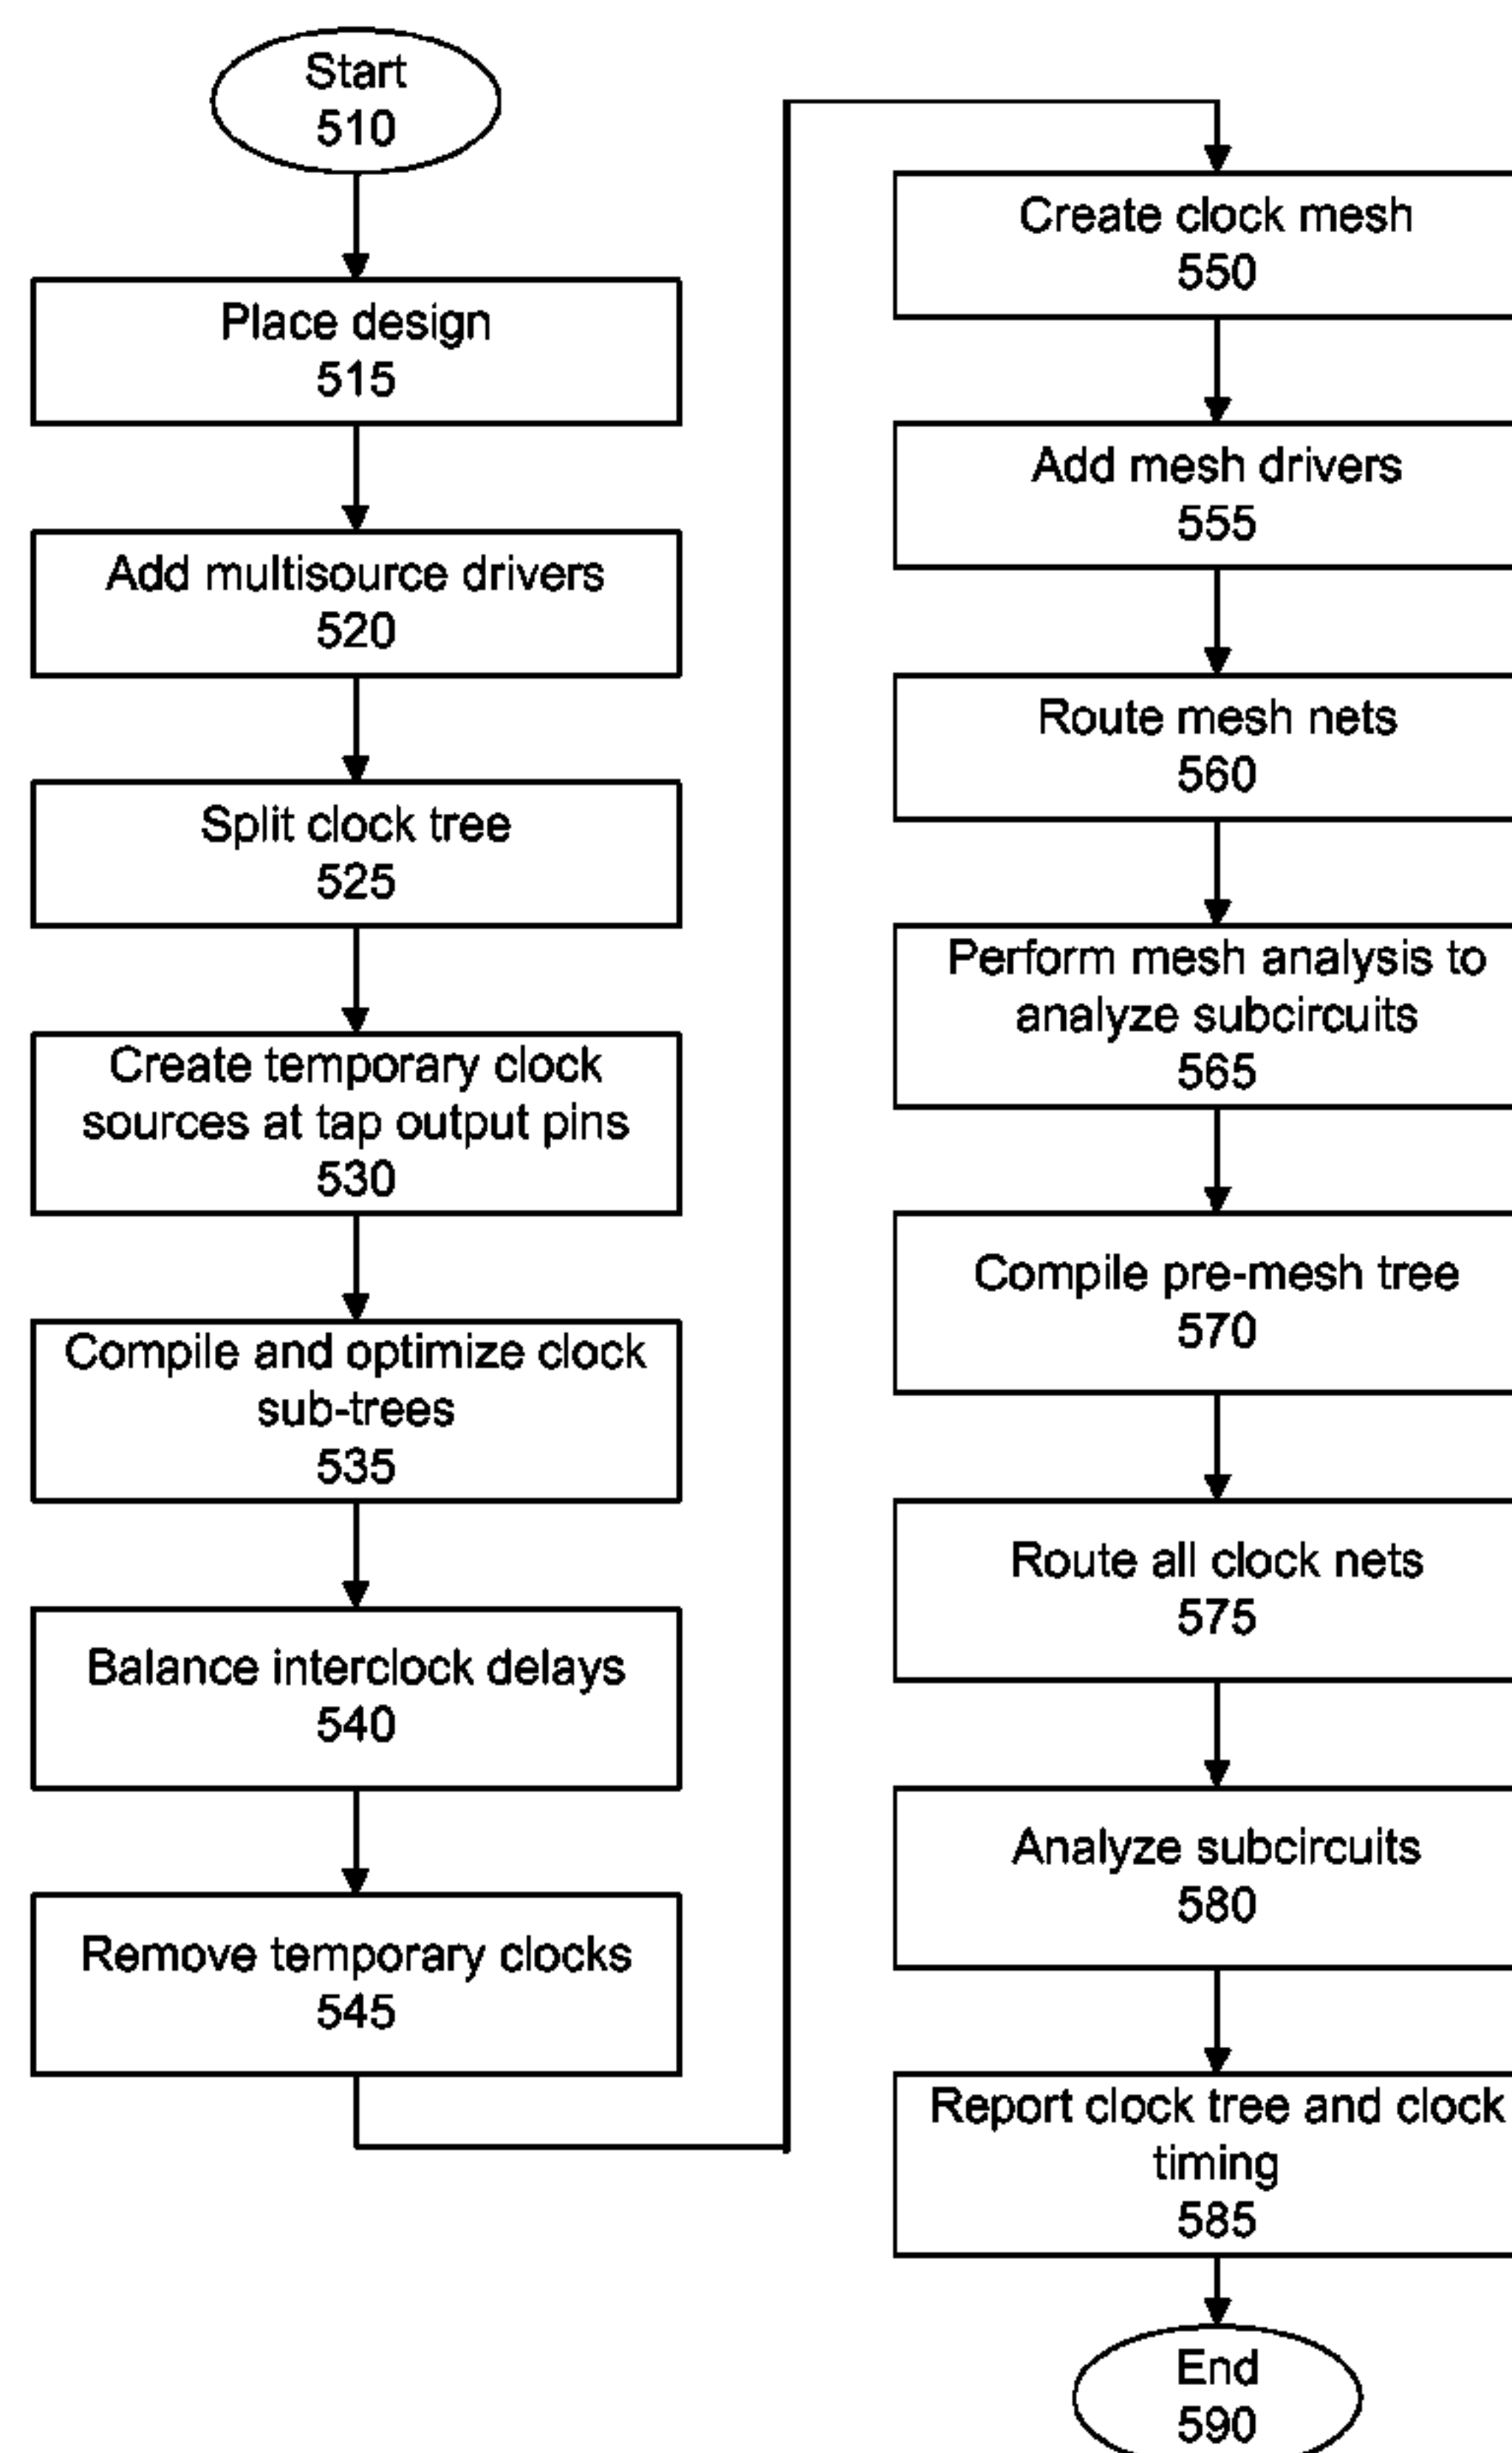 Start
510
Place design
515
Add multisource drivers
520
Split clock tree
525
Create temporary clock
sources at tap output pins
530
Compile and optimize clock
sub-trees
535
Balance interclock delays
540
Remove temporary clocks
545
Create clock mesh
550
Add mesh drivers
555
Route mesh nets
560
Perform mesh analysis to
analyze subcircuits
565
Compile pre-mesh tree
570
Route all clock nets
575
Analyze subcircuits
580
Report clock tree and clock
timing
585
End
590